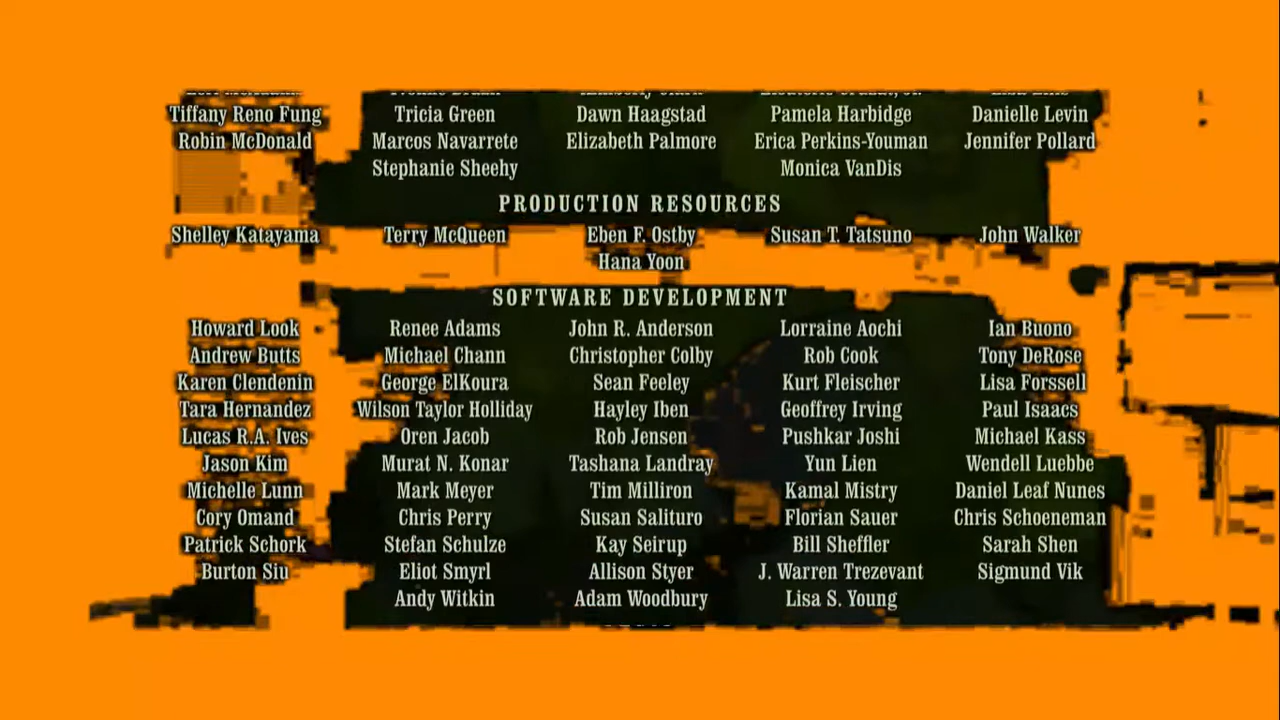 Tiffany Reno Fung Tricia Green Dawn Haagstad Pamela Harbidge Danielle Levin
Robin McDonald Marcos Navarrete Elizabeth Palmore Erica Perkins-Youman Jennifer Pollard
Stephanie Sheehy Monica VanDis
PRODUCTION RESOURCES
Shelley Katayama Terry McQueen Eben F. Ostby Susan T. Tatsuno John Walker
Hana Yoon
SOFTWARE DEVELOPMENT
Howard Look Renee Adams John R. Anderson Lorraine Aochi Ian Buono
Andrew Butts Michael Chann Christopher Colby Rob Cook Tony DeRose
Karen Clendenin George ElKoura Sean Feeley Kurt Fleischer Lisa Forssell
Tara Hernandez Wilson Taylor Holliday Hayley Iben Geoffrey Irving Paul Isaacs
Lucas R.A. Ives Oren Jacob Rob Jensen Pushkar Joshi Michael Kass
Jason Kim Murat N. Konar Tashana Landray Yun Lien Wendell Luebbe
Michelle Lunn Mark Meyer Tim Milliron Kamal Mistry Daniel Leaf Nunes
Cory Omand Chris Perry Susan Salituro Florian Sauer Chris Schoeneman
Patrick Schork Stefan Schulze Kay Seirup Bill Sheffler Sarah Shen
Burton Siu Eliot Smyrl Allison Styer J. Warren Trezevant Sigmund Vik
Andy Witkin Adam Woodbury Lisa S. Young